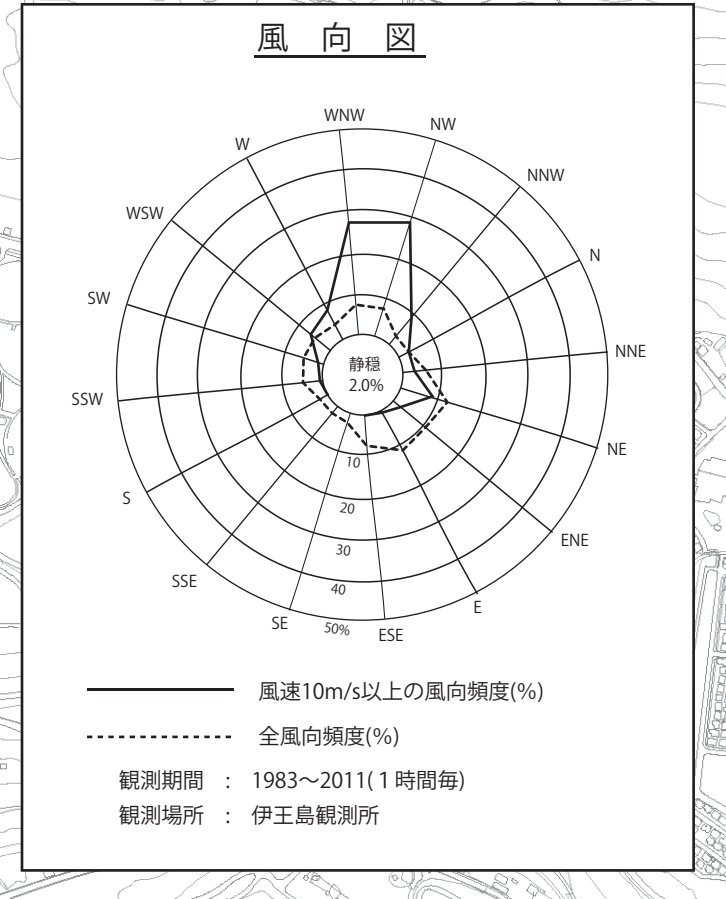 風 向 図
WNW
NW
W
NNW
WSW
N
SW
NNE
静穏
2.0%
SSW
NE
10
S
20
ENE
30
SSE
40
E
SE
50%
ESE
風速10m/s以上の風向頻度(%)
全風向頻度(%)
観測期間 : 1983~2011(1時間毎)
観測場所 : 伊王島観測所